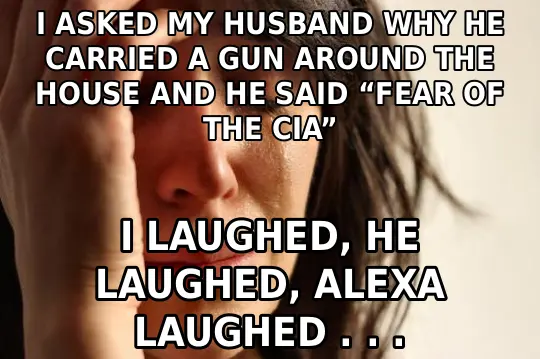 I ASKED MY HUSBAND WHY HE
CARRIED A GUN AROUND THE
HOUSE AND HE SAID “FEAR OF
THE CIA”
I LAUGHED, HE
LAUGHED, ALEXA
LAUGHED . . .